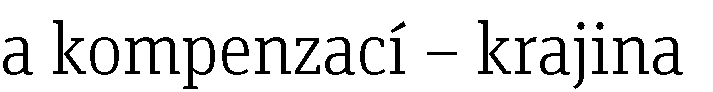 a kompenzací – krajina